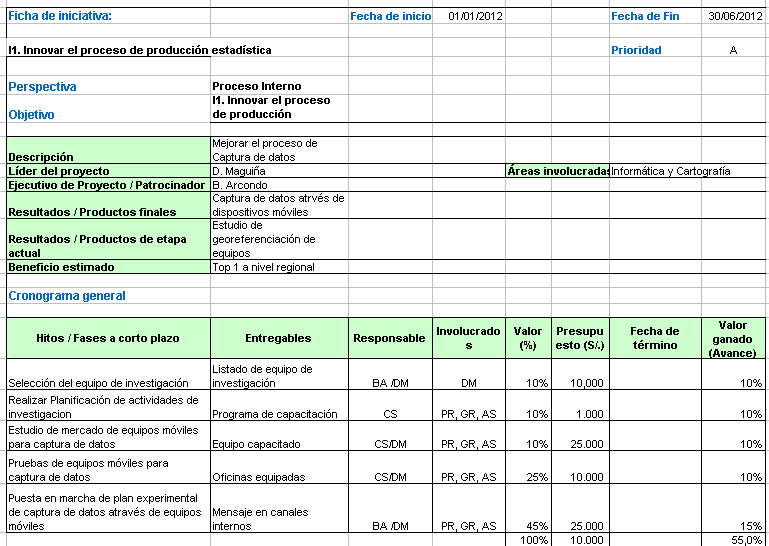 Ficha de iniciativa: Fecha de inicio 01/01/2012 Fecha de Fin 30/06/2012
I1. Innovar el proceso de producción estadística Prioridad A
Perspectiva Proceso Interno
I1. Innovar el proceso
Objetivo de producción
Mejorar el proceso de
Descripción Captura de datos
Líder del proyecto D. Maguiña Áreas involucradas Informática y Cartografía
Ejecutivo de Proyecto / Patrocinador B. Arcondo
Captura de datos atrvés de
Resultados / Productos finales dispositivos móviles
Estudio de
Resultados / Productos de etapa georeferenciación de
actual equipos
Beneficio estimado Top 1 a nivel regional
Cronograma general
Hitos / Fases a corto plazo Entregables Responsable Involucrado
s Valor
(%) Presupu
esto (S/.) Fecha de
término Valor
ganado
(Avance)
Listado de equipo de
Selección del equipo de investigación investigación BA /DM DM 10% 10,000 10%
Realizar Planificación de actividades de
investigacion Programa de capacitación CS PR, GR, AS 10% 1.000 10%
Estudio de mercado de equipos móviles
para captura de datos Equipo capacitado CS/DM PR, GR, AS 10% 25.000 10%
Pruebas de equipos móviles para
captura de datos Oficinas equipadas CS/DM PR, GR, AS 25% 10.000 10%
Puesta en marcha de plan experimental
de captura de datos através de equipos Mensaje en canales
móviles internos BA /DM PR, GR, AS 45% 25.000 15%
100% 10.000 55,0%